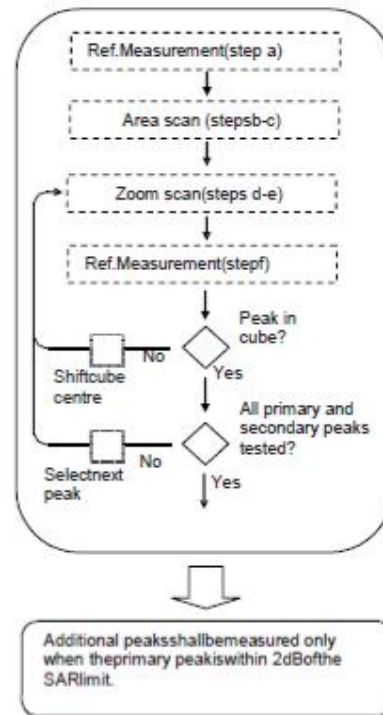 Ref.Measurement(step a)
Area scan (stepsb-c)
Zoom scan(steps d-e)
Ref.Measurement(stepf)
Peak in
cube?
No
Shiftcube
centre
Yes
All primary and
secondary peaks
tested?
No
Selectnext
peak
Yes
Additional peaksshallbemeasured only
when theprimary peakiswithin 2dBofthe
SARlimit.